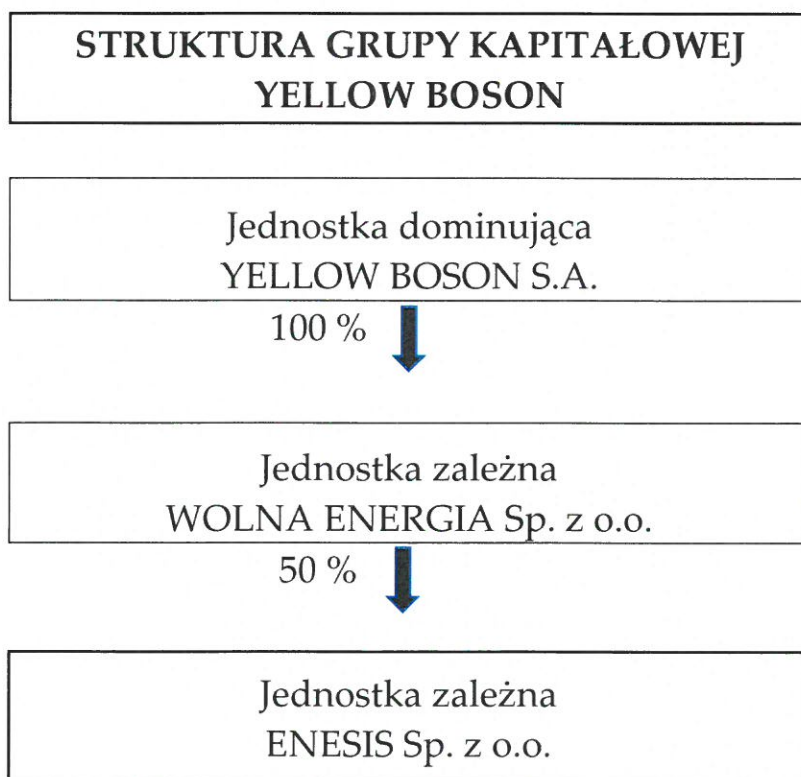 STRUKTURA GRUPY KAPITAŁOWEJ
YELLOW BOSON
Jednostka dominująca
YELLOW BOSON S.A.
100 %
Jednostka zależna
WOLNA ENERGIA Sp. z o.o.
50 %
Jednostka zależna
ENESIS Sp. z o.o.